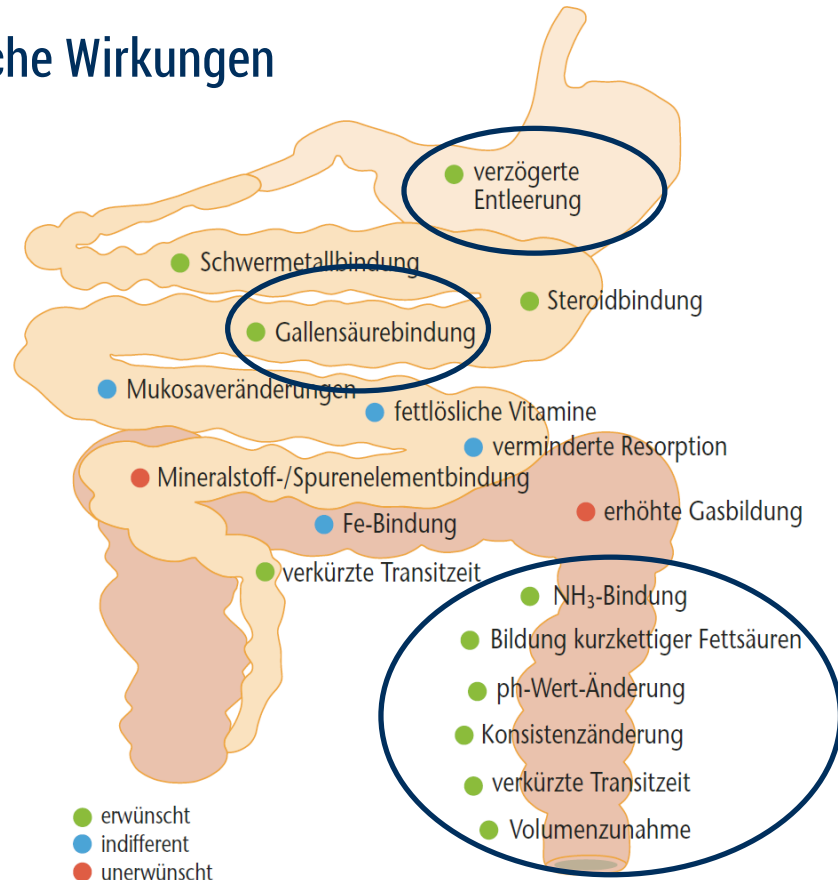 che Wirkungen
verzögerte
Entleerung
Schwermetallbindung
Steroidbindung
Gallensäurebindung
Mukosaveränderungen
fettlösliche Vitamine
verminderte Resorption
Mineralstoff-/Spurenelementbindung
erhöhte Gasbildung
Fe-Bindung
verkürzte Transitzeit
NH₃-Bindung
Bildung kurzkettiger Fettsäuren
ph-Wert-Änderung
Konsistenzänderung
verkürzte Transitzeit
Volumenzunahme
erwünscht
indifferent
unerwünscht